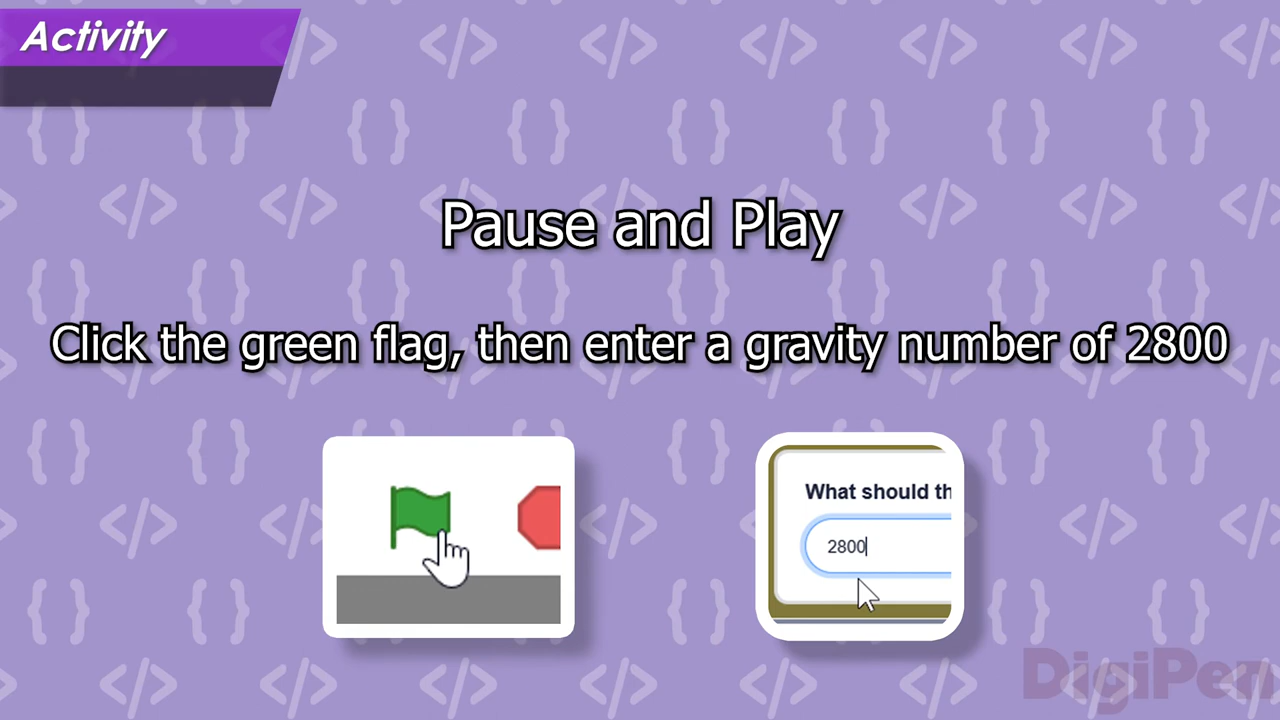 Activity
Pause and Play
Click the green flag, then enter a gravity number of 2800
What should th
2800
DigiPen